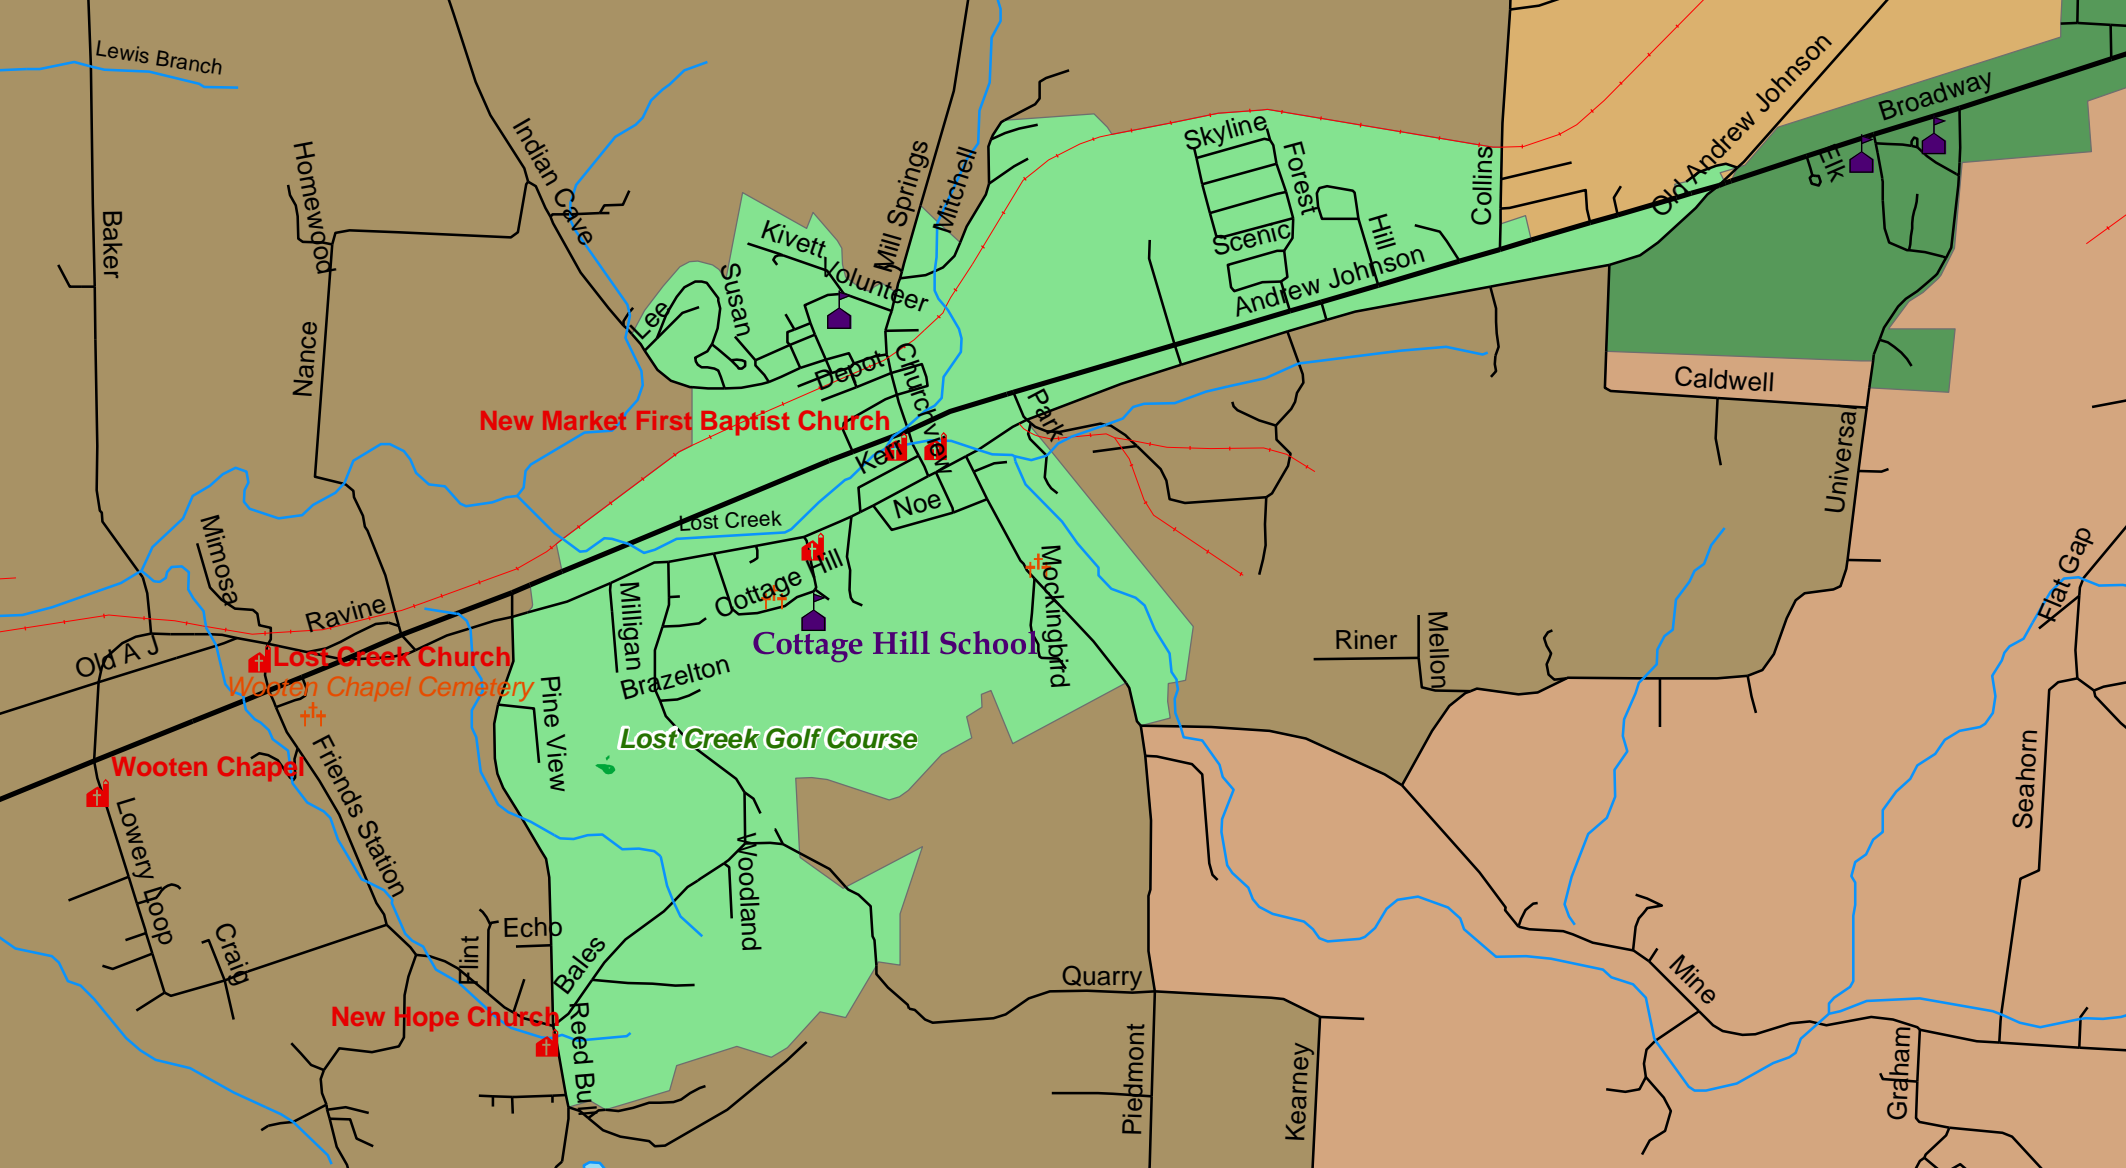 Lewis Branch
Indian Cave
Homewood
Baker
Nance
Mill Springs
Mitchell
Kivett
Volunteer
Susan
Lee
Depot
Churchview
Skyline
Forest
Scenic
Hill
Andrew Johnson
Collins
Old Andrew Johnson
Broadway
Elk
Caldwell
Universal
Park
New Market First Baptist Church
Kerr
Noe
Lost Creek
Mimosa
Ravine
Old A J
Cottage Hill
Milligan
Mockingbird
Cottage Hill School
Lost Creek Church
Wooten Chapel Cemetery
Brazelton
Pine View
Lost Creek Golf Course
Riner
Mellon
Flat Gap
Seahorn
Wooten Chapel
Friends Station
Lowery Loop
Woodland
Craig
Echo
Flint
Bales
Quarry
Mine
New Hope Church
Reed Bull
Piedmont
Kearney
Graham